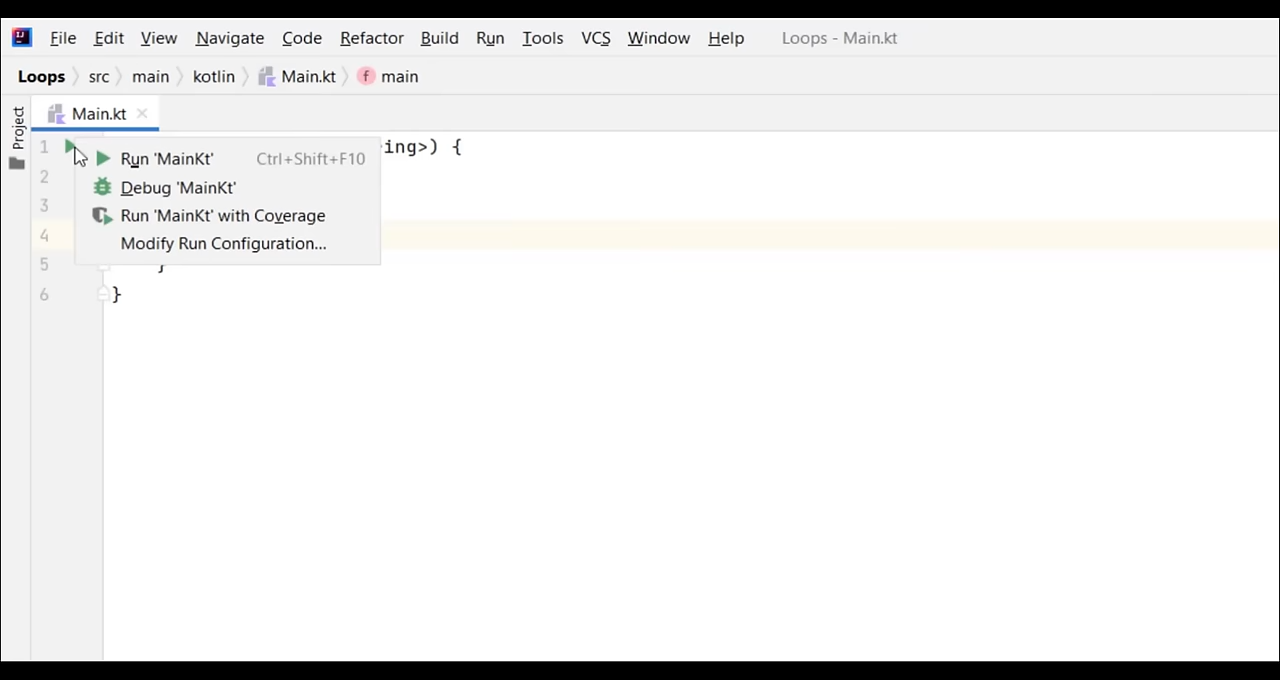 File Edit View Navigate Code Refactor Build Run Tools VCS Window Help Loops - Main.kt
Loops src main kotlin Main.kt f main
Project
Main.kt
1 ing>) {
Run 'MainKt' Ctrl+Shift+F10
2
Debug 'MainKt'
3
Run 'MainKt' with Coverage
4
Modify Run Configuration...
5 }
6 }